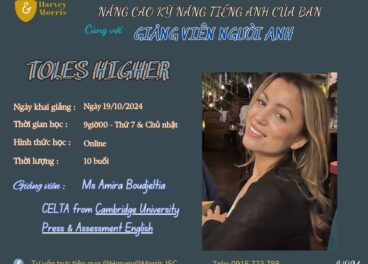 Harvey
& Morris
NÂNG CAO KỸ NĂNG TIẾNG ANH CỦA BẠN
Cùng với GIẢNG VIÊN NGƯỜI ANH
TOLES HIGHER
Ngày khai giảng : Ngày 19/10/2024
Thời gian học : 9giờ00 - Thứ 7 & Chủ nhật
Hình thức học : Online
Thời lượng : 10 buổi
Giảng viên : Ms Amira Boudjettia
CELTA from Cambridge University
Press & Assessment English